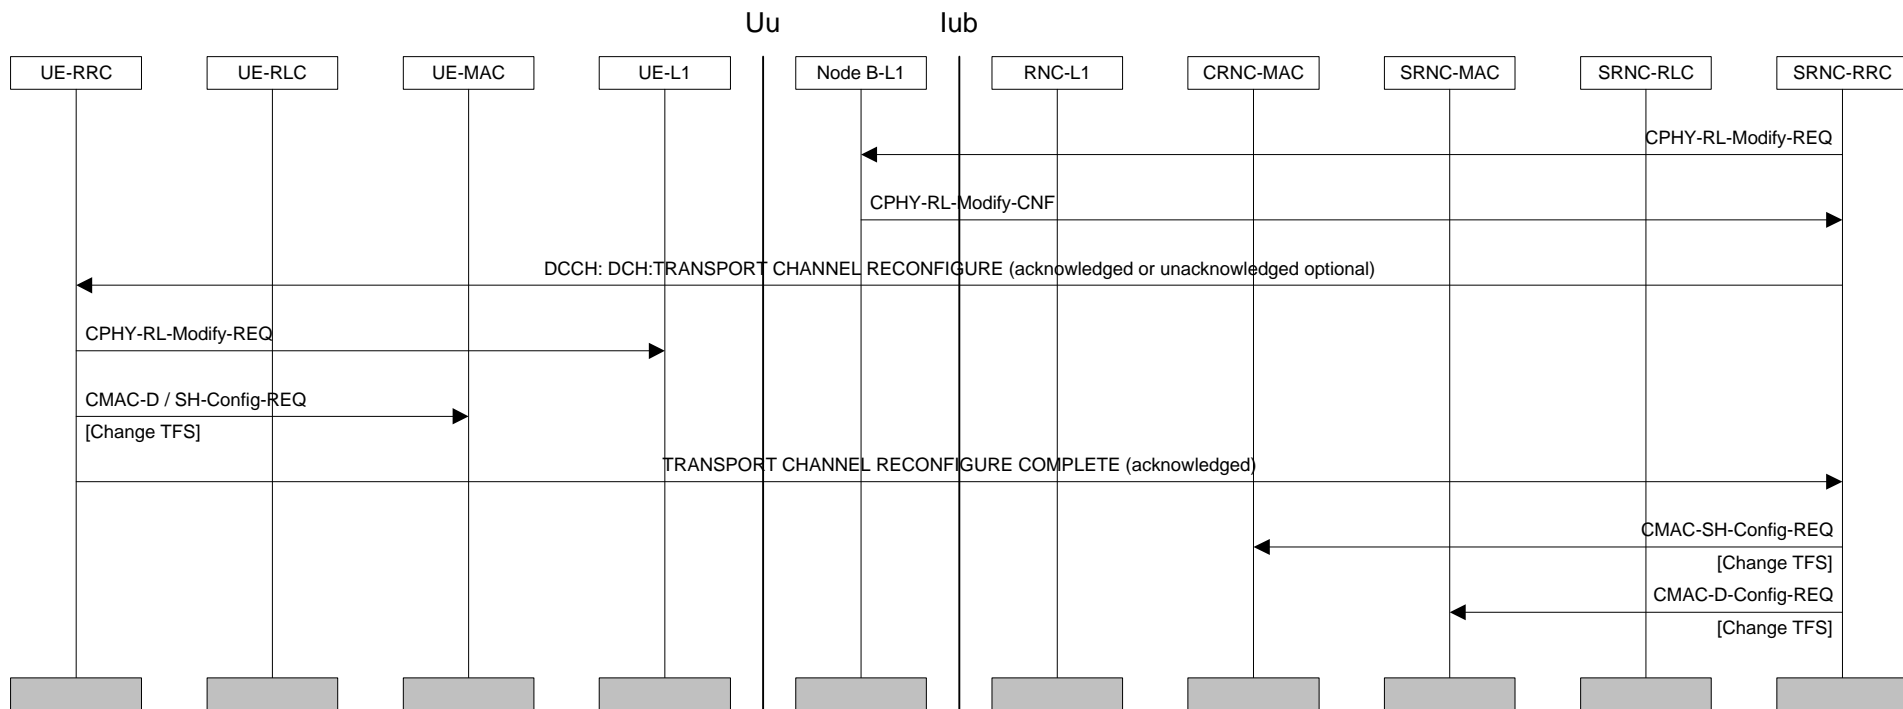 Uu
Iub
UE-RRC
UE-RLC
UE-MAC
UE-L1
Node B-L1
RNC-L1
CRNC-MAC
SRNC-MAC
SRNC-RLC
SRNC-RRC
CPHY-RL-Modify-REQ
CPHY-RL-Modify-CNF
DCCH: DCH:TRANSPORT CHANNEL RECONFIGURE (acknowledged or unacknowledged optional)
CPHY-RL-Modify-REQ
CMAC-D / SH-Config-REQ
[Change TFS]
TRANSPORT CHANNEL RECONFIGURE COMPLETE (acknowledged)
CMAC-SH-Config-REQ
[Change TFS]
CMAC-D-Config-REQ
[Change TFS]